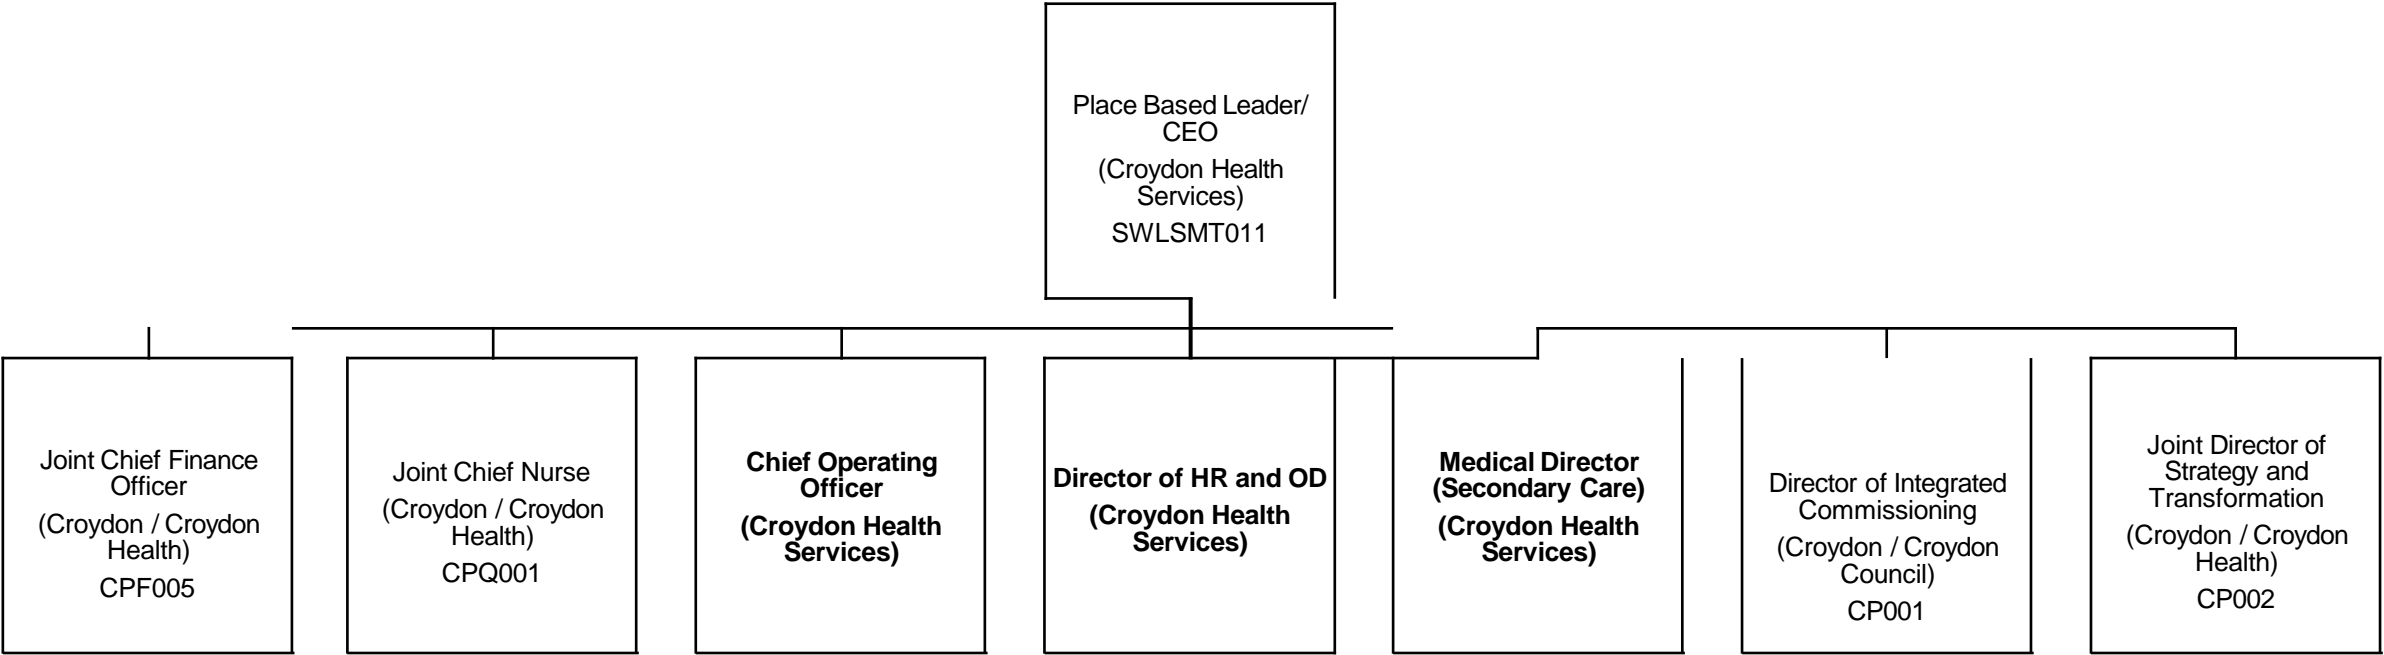 Place Based Leader/
CEO
(Croydon Health
Services)
SWLSMT011
Joint Chief Finance
Officer
(Croydon / Croydon
Health)
CPF005
Joint Chief Nurse
(Croydon / Croydon
Health)
CPQ001
Chief Operating
Officer
(Croydon Health
Services)
Director of HR and OD
(Croydon Health
Services)
Medical Director
(Secondary Care)
(Croydon Health
Services)
Director of Integrated
Commissioning
(Croydon / Croydon
Council)
CP001
Joint Director of
Strategy and
Transformation
(Croydon / Croydon
Health)
CP002